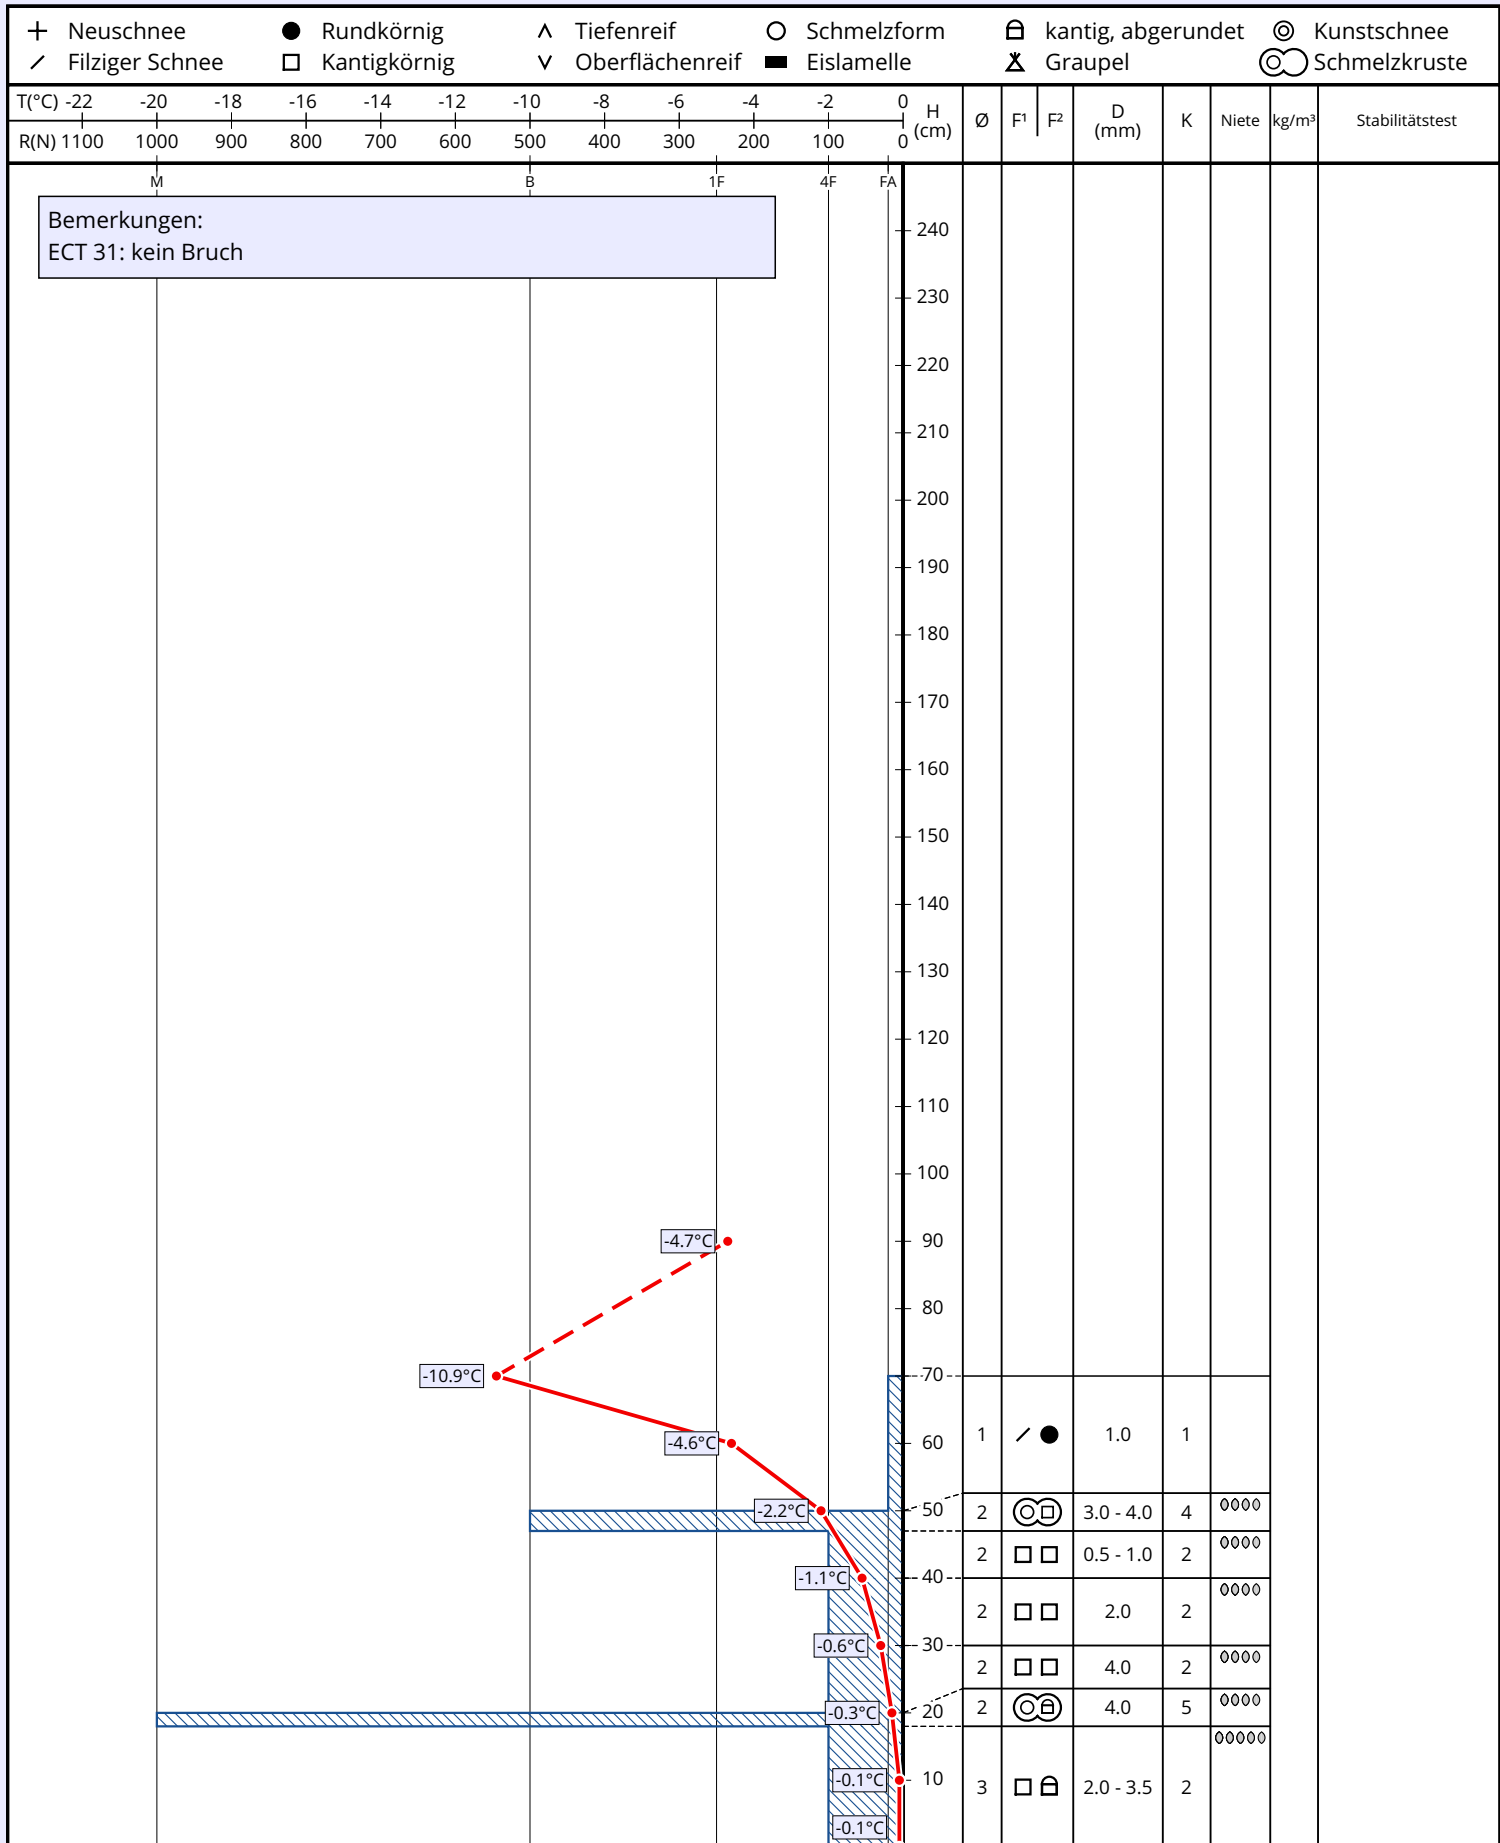 Neuschnee Rundkörnig Tiefenreif Schmelzform kantig, abgerundet Kunstschnee
Filziger Schnee Kantigkörnig Oberflächenreif Eislamelle Graupel Schmelzkruste
T(°C) -22 -20 -18 -16 -14 -12 -10 -8 -6 -4 -2 0
R(N) 1100 1000 900 800 700 600 500 400 300 200 100 0
H (cm) Ø F¹ F² D (mm) K Niete kg/m³ Stabilitätstest
M B 1F 4F FA
Bemerkungen:
ECT 31: kein Bruch
240
230
220
210
200
190
180
170
160
150
140
130
120
110
100
-4.7°C 90
80
-10.9°C 70
1 1.0 1
-4.6°C 60
-2.2°C 50 2 3.0 - 4.0 4
2 0.5 - 1.0 2
-1.1°C 40
2 2.0 2
-0.6°C 30
2 4.0 2
-0.3°C 20 2 4.0 5
-0.1°C 10 3 2.0 - 3.5 2
-0.1°C